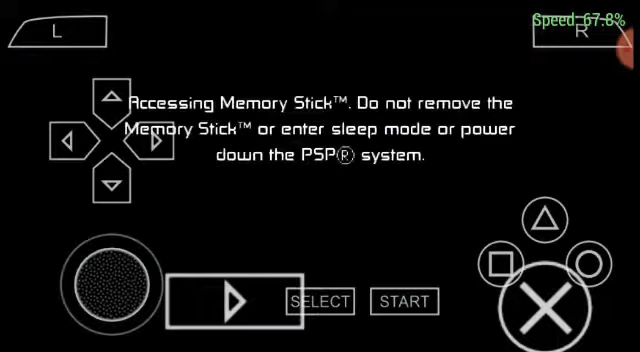 Speed: 67.8%
L
R
Accessing Memory Stick™. Do not remove the
Memory Stick™ or enter sleep mode or power
down the PSP® system.
SELECT
START